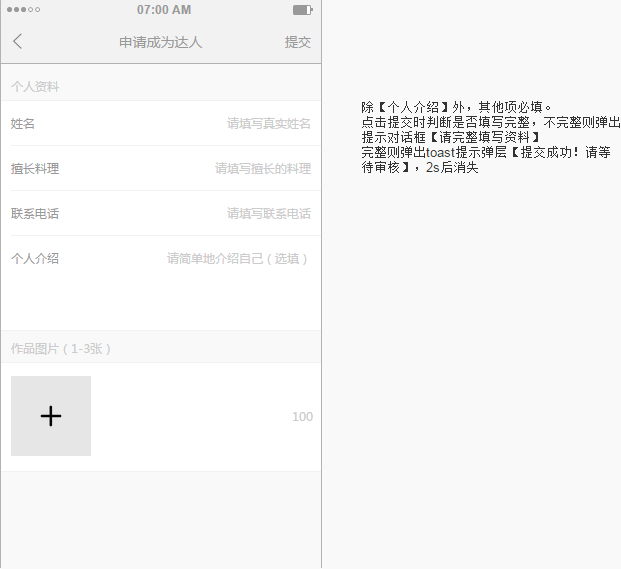 07:00 AM
申请成为达人
提交
个人资料
姓名
请填写真实姓名
擅长料理
请填写擅长的料理
联系电话
请填写联系电话
个人介绍
请简单地介绍自己（选填）
作品图片（1-3张）
100
除【个人介绍】外，其他项必填。
点击提交时判断是否填写完整，不完整则弹出
提示对话框【请完整填写资料】
完整则弹出toast提示弹层【提交成功！请等
待审核】，2s后消失